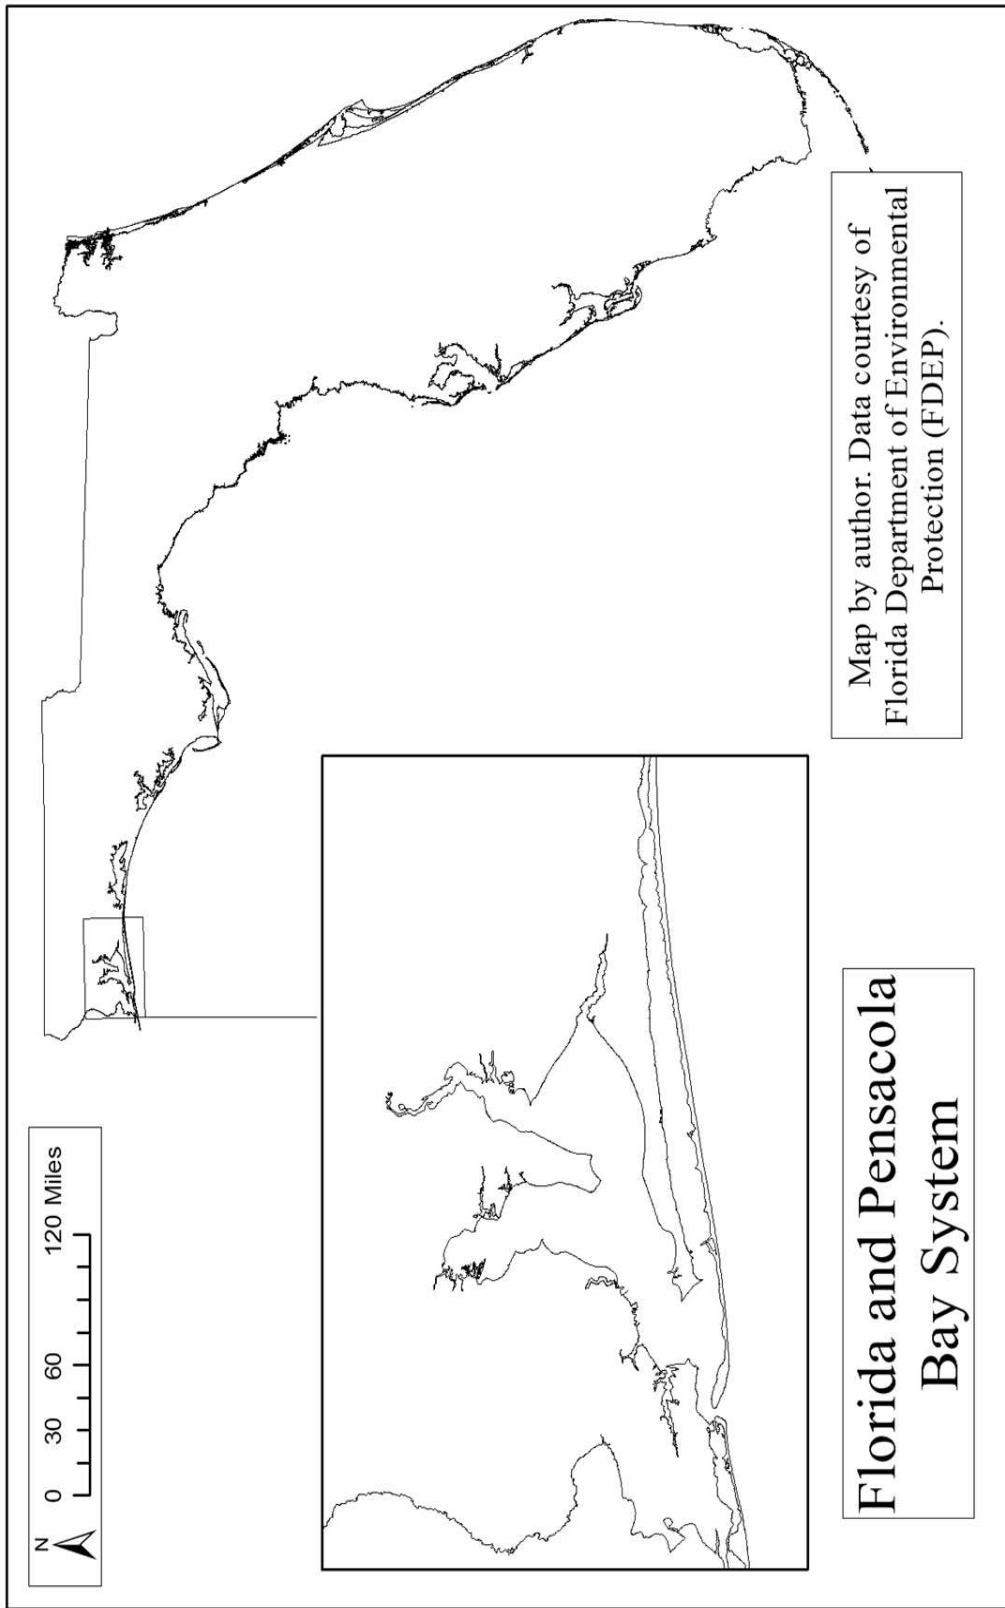 N
0 30 60 120 Miles
Map by author. Data courtesy of
Florida Department of Environmental
Protection (FDEP).
Florida and Pensacola
Bay System